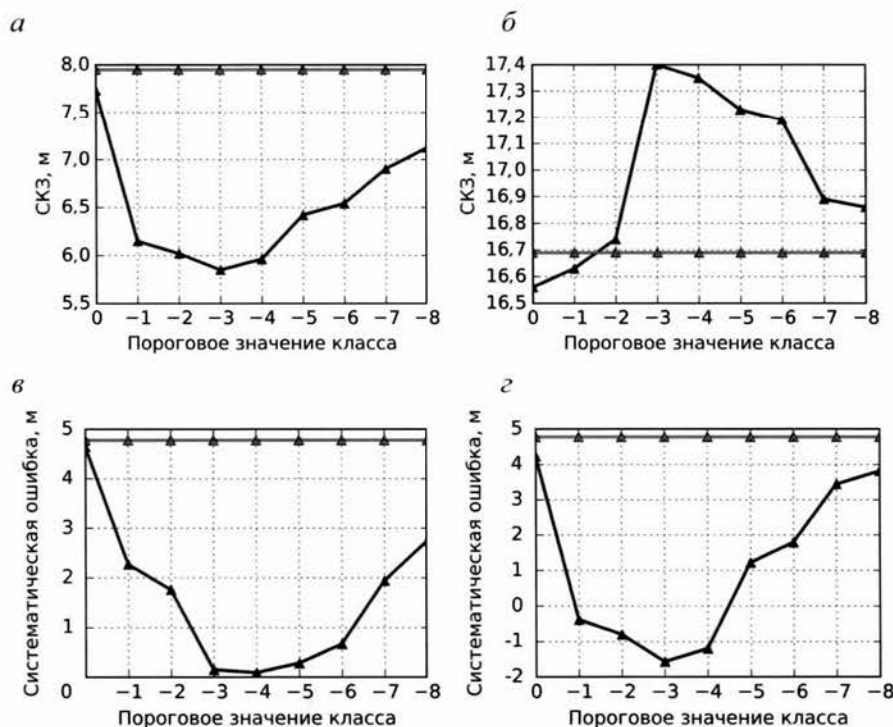 а
СКЗ, м
8.0
7.5
7.0
6.5
6.0
5.5
0 −1 −2 −3 −4 −5 −6 −7 −8
Пороговое значение класса
б
СКЗ, м
17,4
17,3
17,2
17,1
17,0
16,9
16,8
16,7
16,6
16,5
0 −1 −2 −3 −4 −5 −6 −7 −8
Пороговое значение класса
в
Систематическая ошибка, м
5
4
3
2
1
0 −1 −2 −3 −4 −5 −6 −7 −8
Пороговое значение класса
г
Систематическая ошибка, м
5
4
3
2
1
0
-1
-2
0 −1 −2 −3 −4 −5 −6 −7 −8
Пороговое значение класса